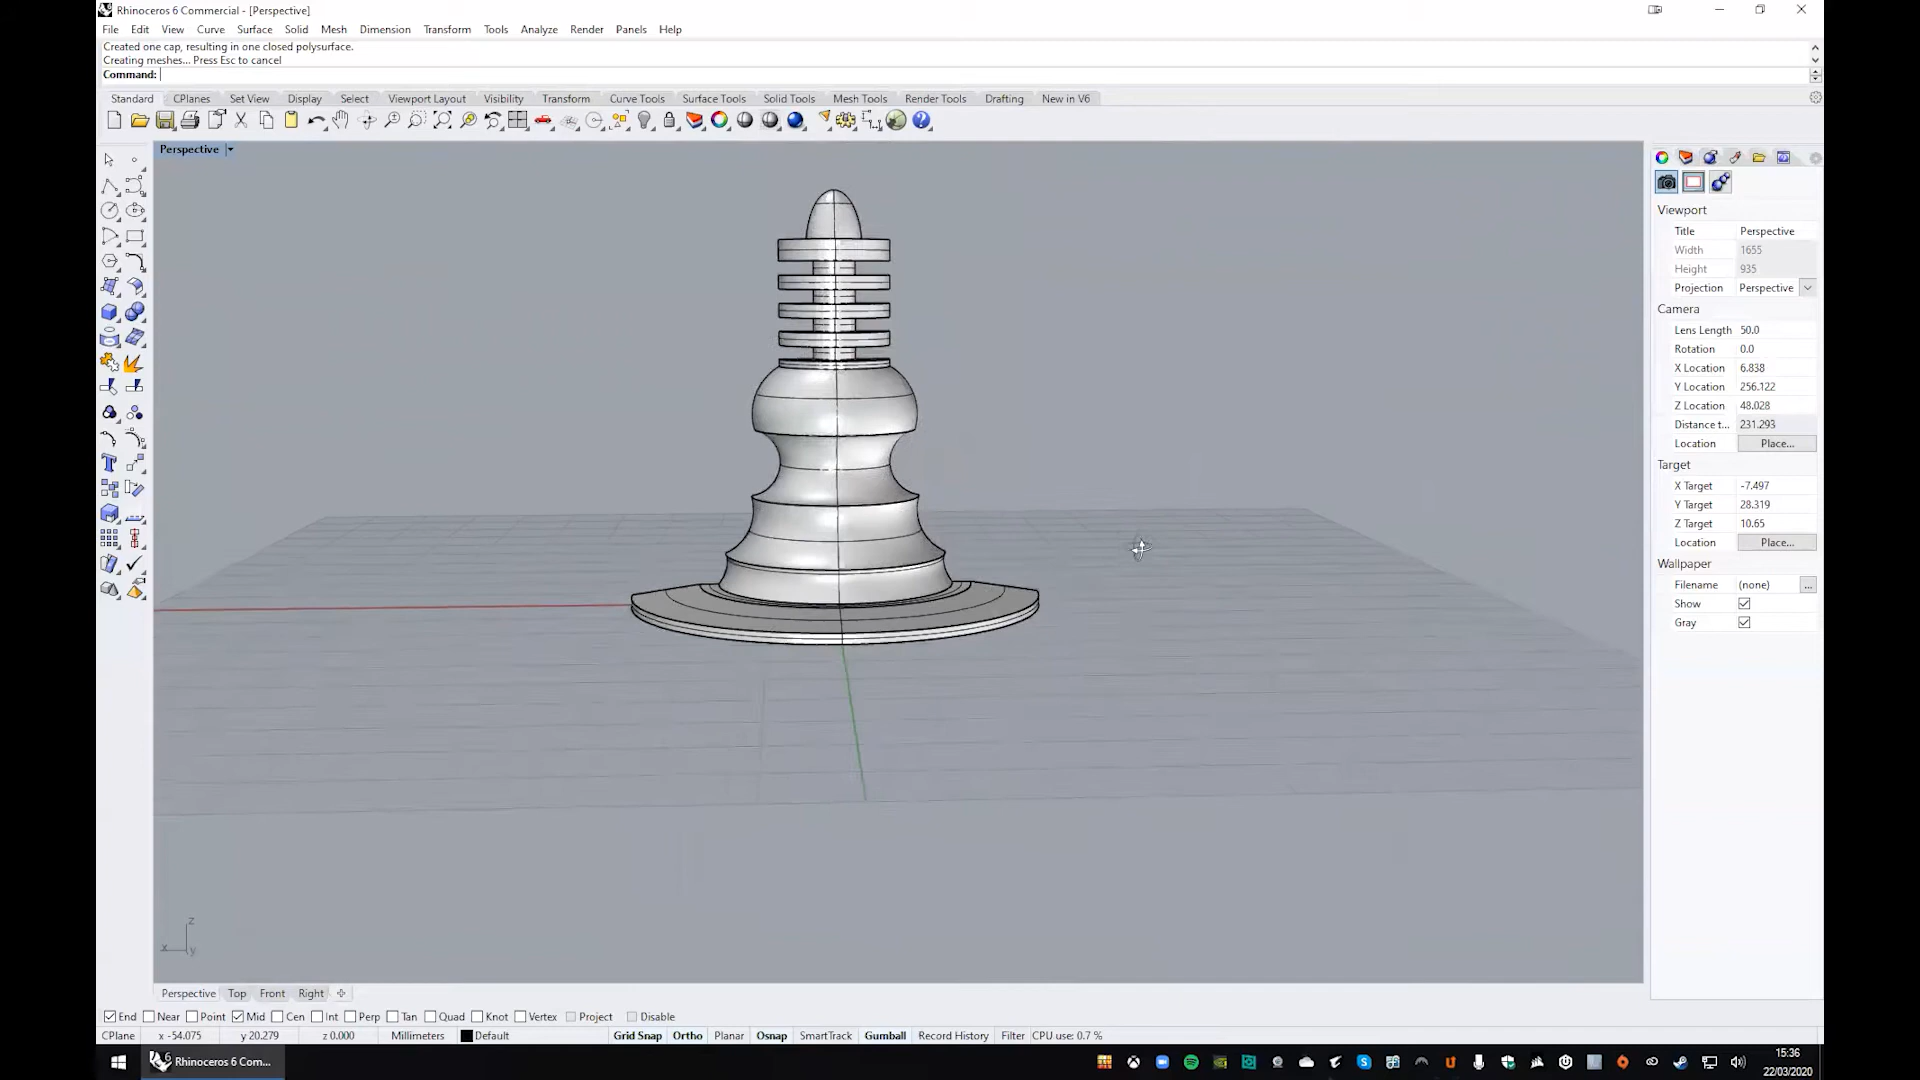 Rhinoceros 6 Commercial - [Perspective]
File Edit View Curve Surface Solid Mesh Dimension Transform Tools Analyze Render Panels Help
Created one cap, resulting in one closed polysurface.
Creating meshes... Press Esc to cancel
Command:
Standard CPlanes Set View Display Select Viewport Layout Visibility Transform Curve Tools Surface Tools Solid Tools Mesh Tools Render Tools Drafting New in V6
Perspective
Viewport
Title Perspective
Width 1655
Height 935
Projection Perspective
Camera
Lens Length 50.0
Rotation 0.0
X Location 6.838
Y Location 256.122
Z Location 48.028
Distance t... 231.293
Location Place...
Target
X Target -7.497
Y Target 28.319
Z Target 10.65
Location Place...
Wallpaper
Filename (none) ...
Show
Gray
z
x y
Perspective Top Front Right
End Near Point Mid Cen Int Perp Tan Quad Knot Vertex Project Disable
CPlane x -54.075 y 20.279 z 0.000 Millimeters Default Grid Snap Ortho Planar Osnap SmartTrack Gumball Record History Filter CPU use: 0.7 %
Rhinoceros 6 Com...
15:36
22/03/2020